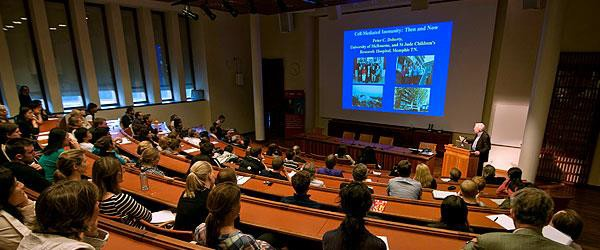 Cell-Mediated Immunity: Then and Now
Peter C. Doherty,
University of Melbourne, and St Jude Children's
Research Hospital, Memphis TN.